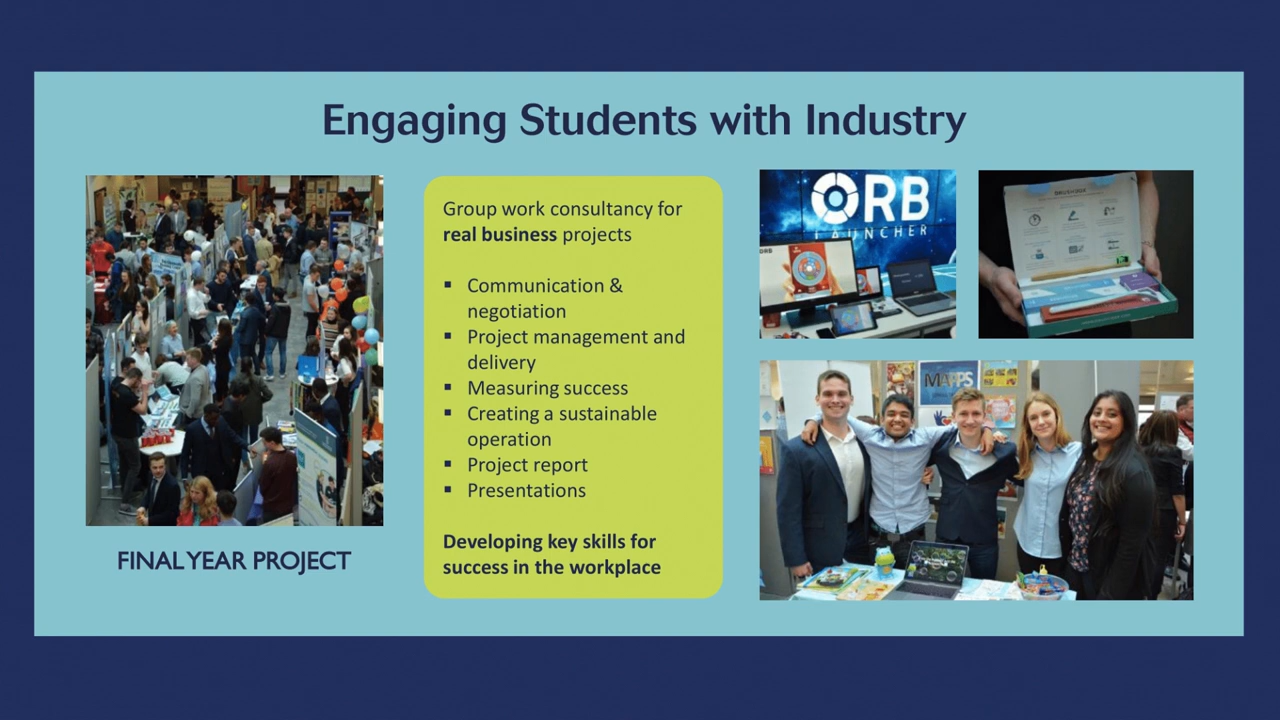 Engaging Students with Industry
FINAL YEAR PROJECT
Group work consultancy for
real business projects
▪ Communication &
negotiation
▪ Project management and
delivery
▪ Measuring success
▪ Creating a sustainable
operation
▪ Project report
▪ Presentations
Developing key skills for
success in the workplace
ORB
LAUNCHER
MAPPS